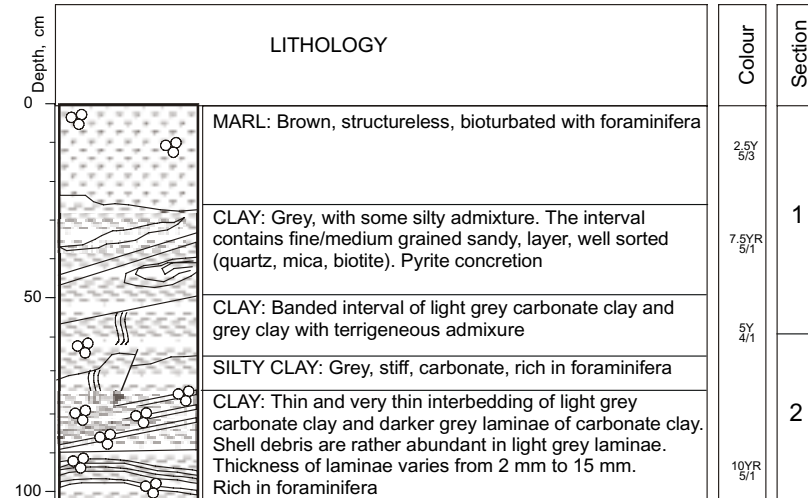 Depth, cm
LITHOLOGY
Colour
Section
0
MARL: Brown, structureless, bioturbated with foraminifera
2.5Y
5/3
1
CLAY: Grey, with some silty admixture. The interval
contains fine/medium grained sandy, layer, well sorted
(quartz, mica, biotite). Pyrite concretion
7.5YR
5/1
50
CLAY: Banded interval of light grey carbonate clay and
grey clay with terrigeneous admixure
5Y
4/1
SILTY CLAY: Grey, stiff, carbonate, rich in foraminifera
CLAY: Thin and very thin interbedding of light grey
carbonate clay and darker grey laminae of carbonate clay.
Shell debris are rather abundant in light grey laminae.
Thickness of laminae varies from 2 mm to 15 mm.
Rich in foraminifera
2
10YR
5/1
100